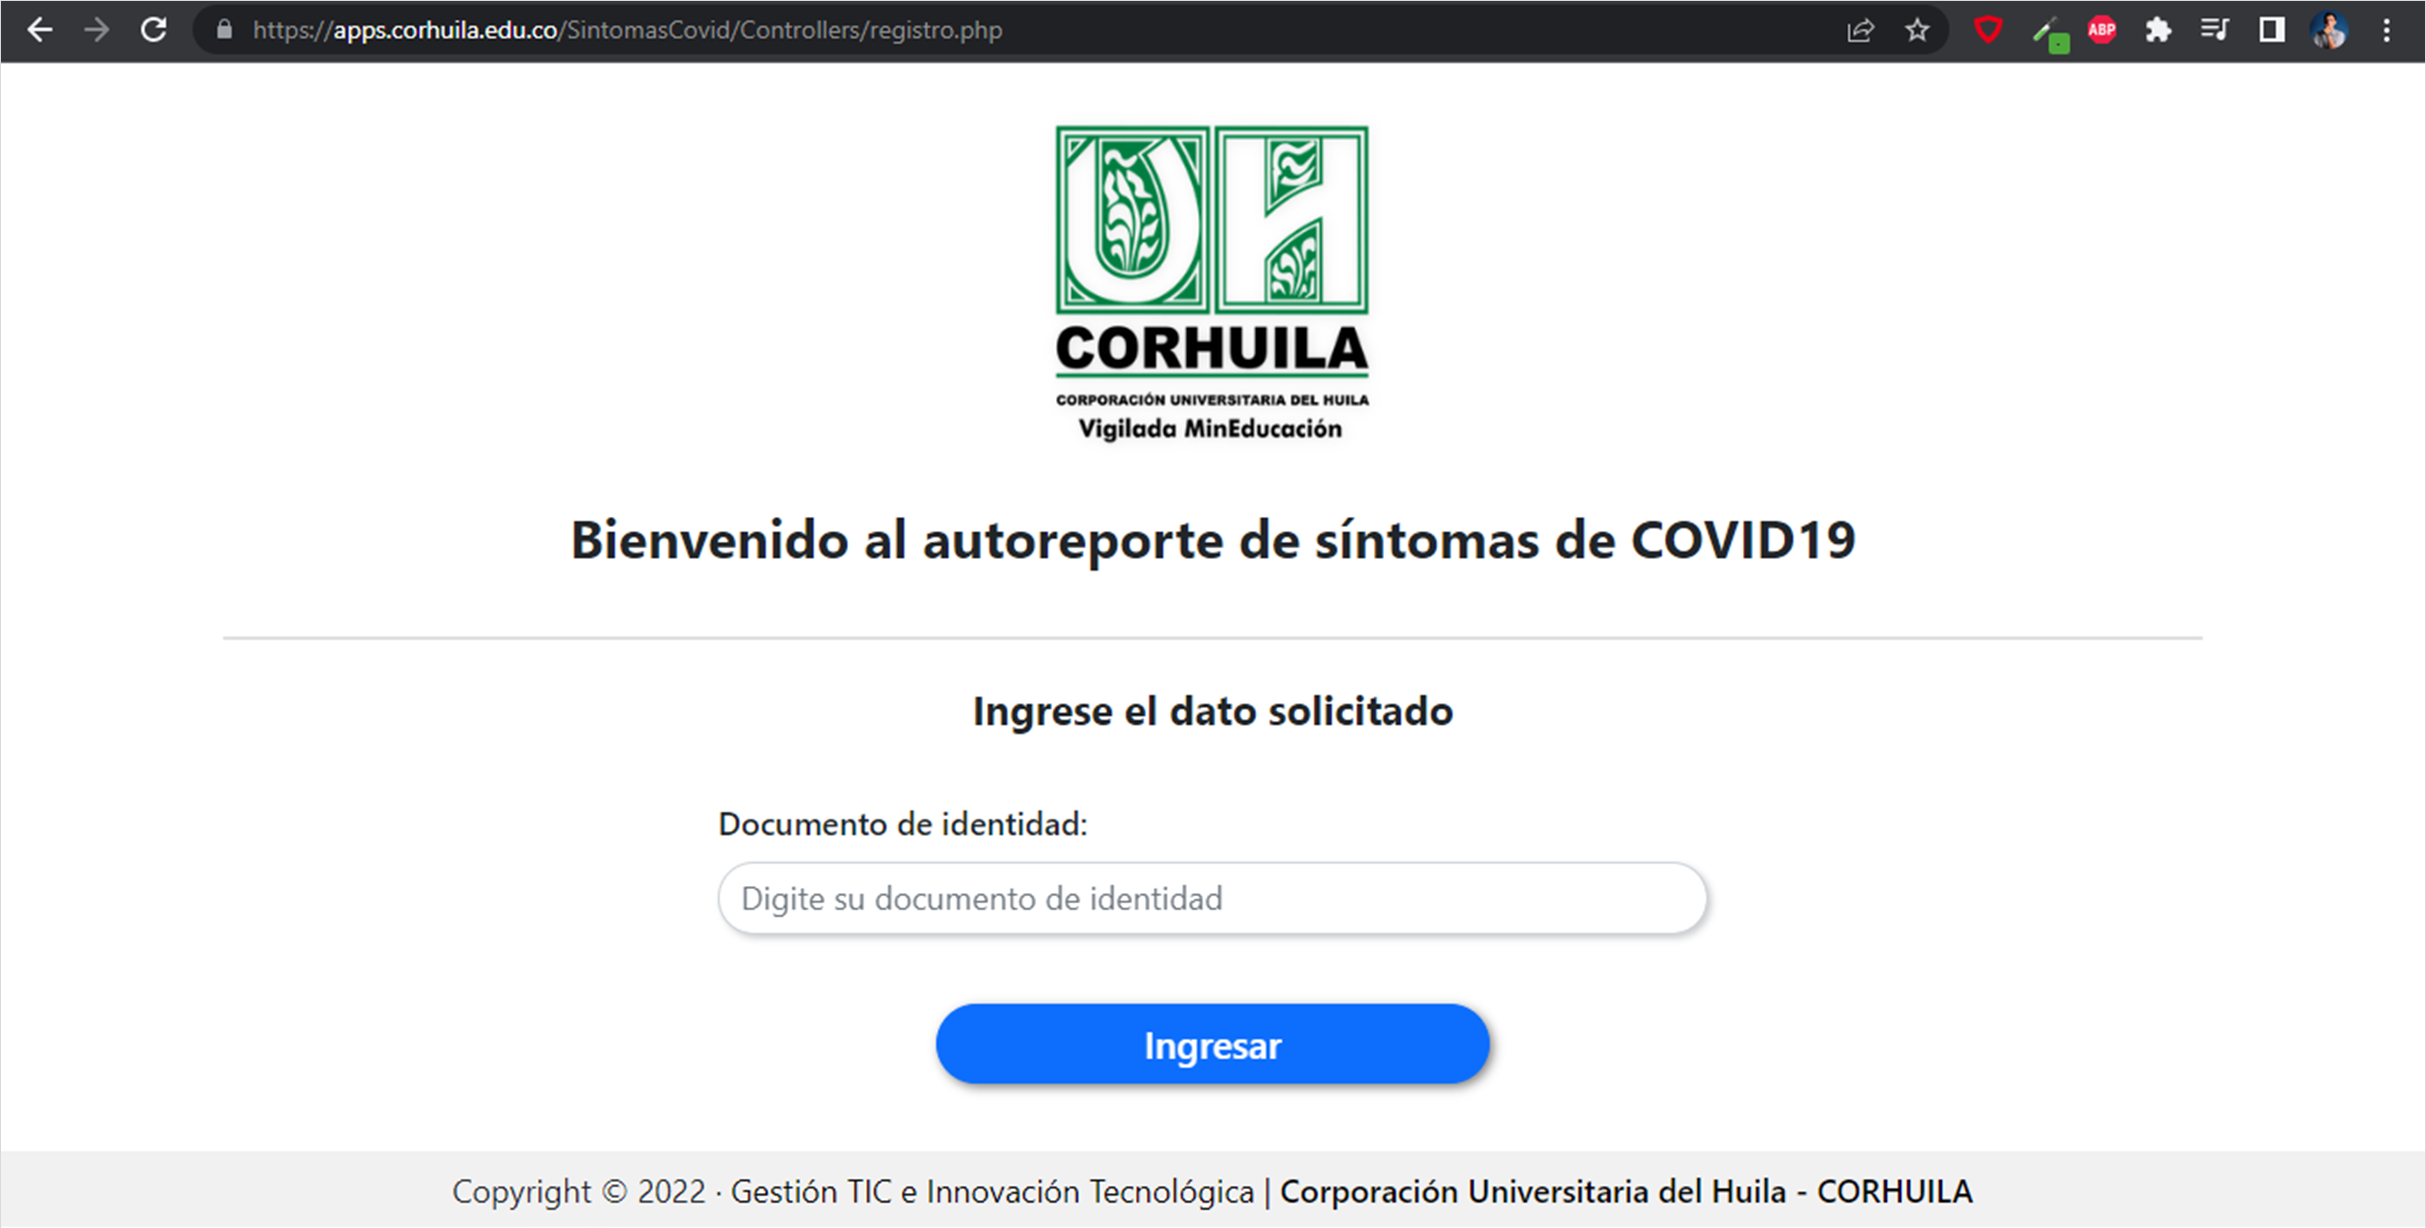 https://apps.corhuila.edu.co/SintomasCovid/Controllers/registro.php
ABP
UH
CORHUILA
CORPORACIÓN UNIVERSITARIA DEL HUILA
Vigilada MinEducación
Bienvenido al autoreporte de síntomas de COVID19
Ingrese el dato solicitado
Documento de identidad:
Digite su documento de identidad
Ingresar
Copyright © 2022 · Gestión TIC e Innovación Tecnológica | Corporación Universitaria del Huila - CORHUILA